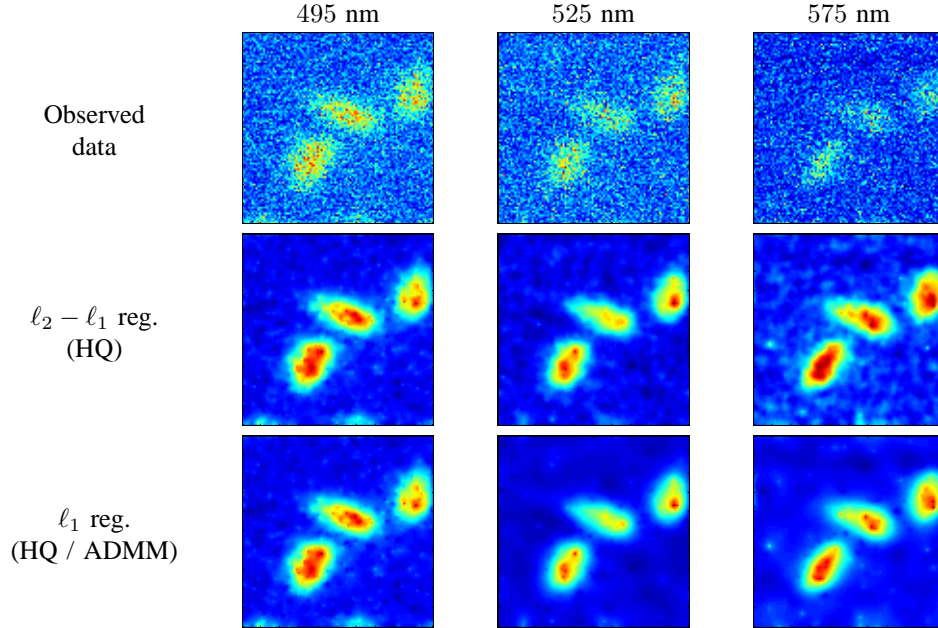 495 nm 525 nm 575 nm
Observed
data
ℓ₂ − ℓ₁ reg.
(HQ)
ℓ₁ reg.
(HQ / ADMM)